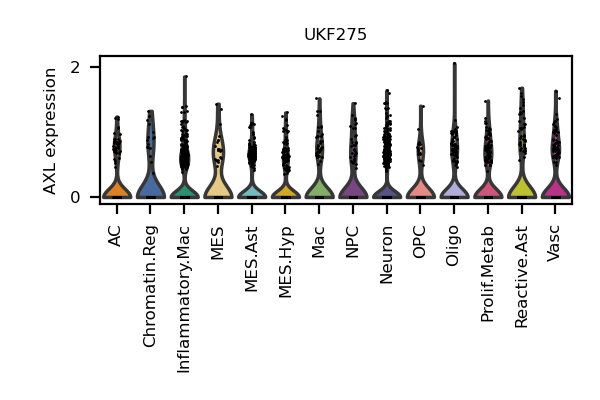 UKF275
AXL expression
2
0
AC
Chromatin.Reg
Inflammatory.Mac
MES
MES.Ast
MES.Hyp
Mac
NPC
Neuron
OPC
Oligo
Prolif.Metab
Reactive.Ast
Vasc